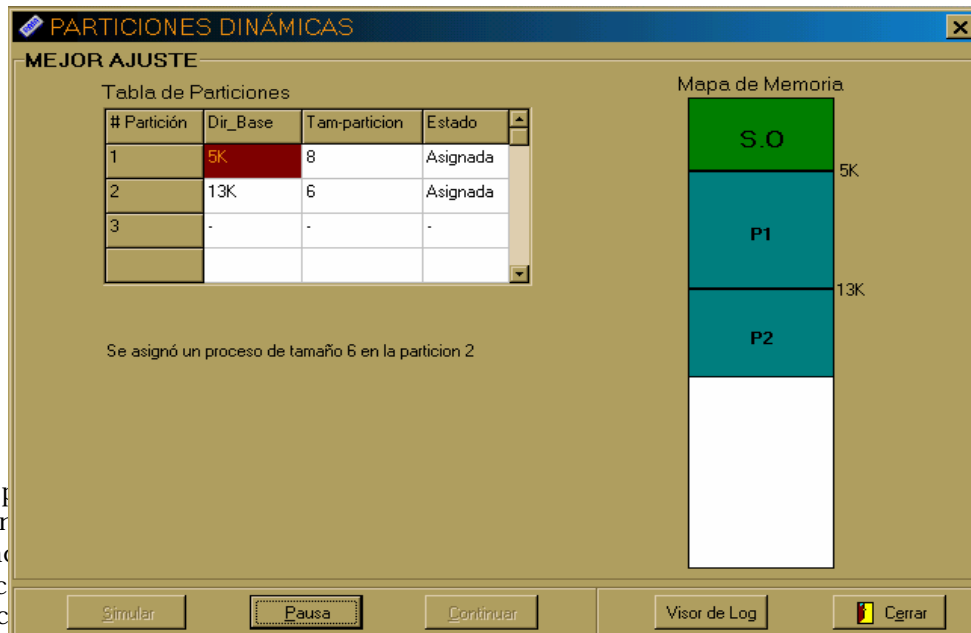 PARTICIONES DINÁMICAS
MEJOR AJUSTE
Tabla de Particiones
# Partición Dir_Base Tam-particion Estado
1 5K 8 Asignada
2 13K 6 Asignada
3 - - -
Se asignó un proceso de tamaño 6 en la particion 2
Mapa de Memoria
S.O
5K
P1
13K
P2
Simular Pausa Continuar Visor de Log Cerrar